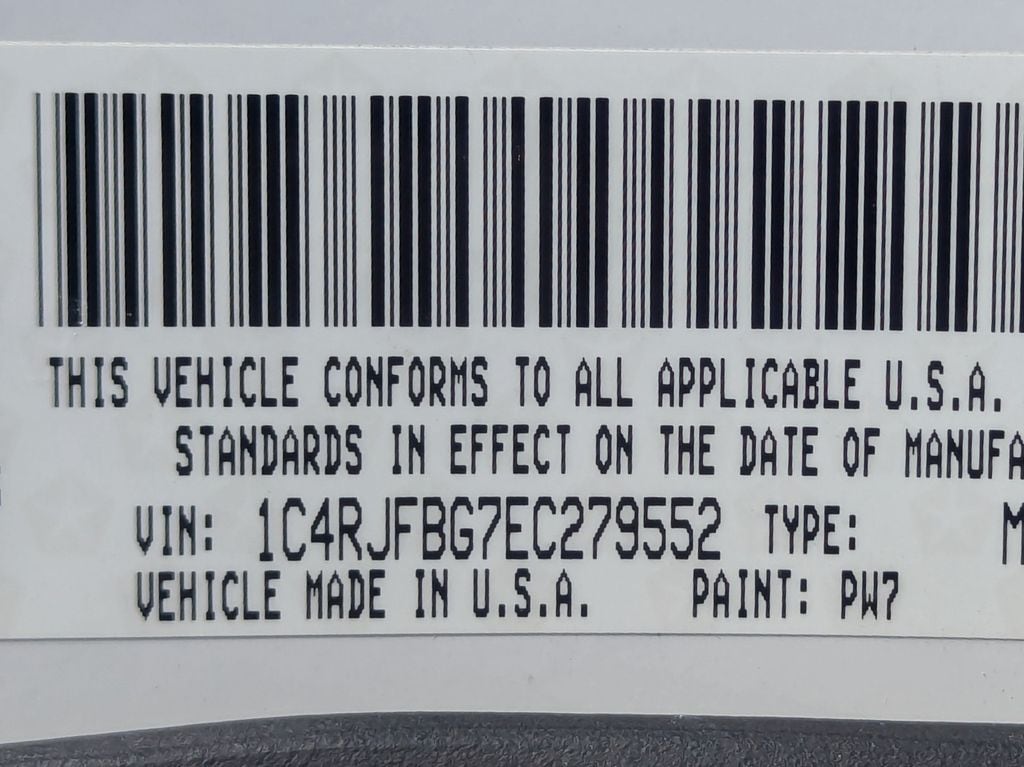 THIS VEHICLE CONFORMS TO ALL APPLICABLE U.S.A.
STANDARDS IN EFFECT ON THE DATE OF MANUFA
VIN: 1C4RJFBG7EC279552 TYPE: M
VEHICLE MADE IN U.S.A. PAINT: PW7